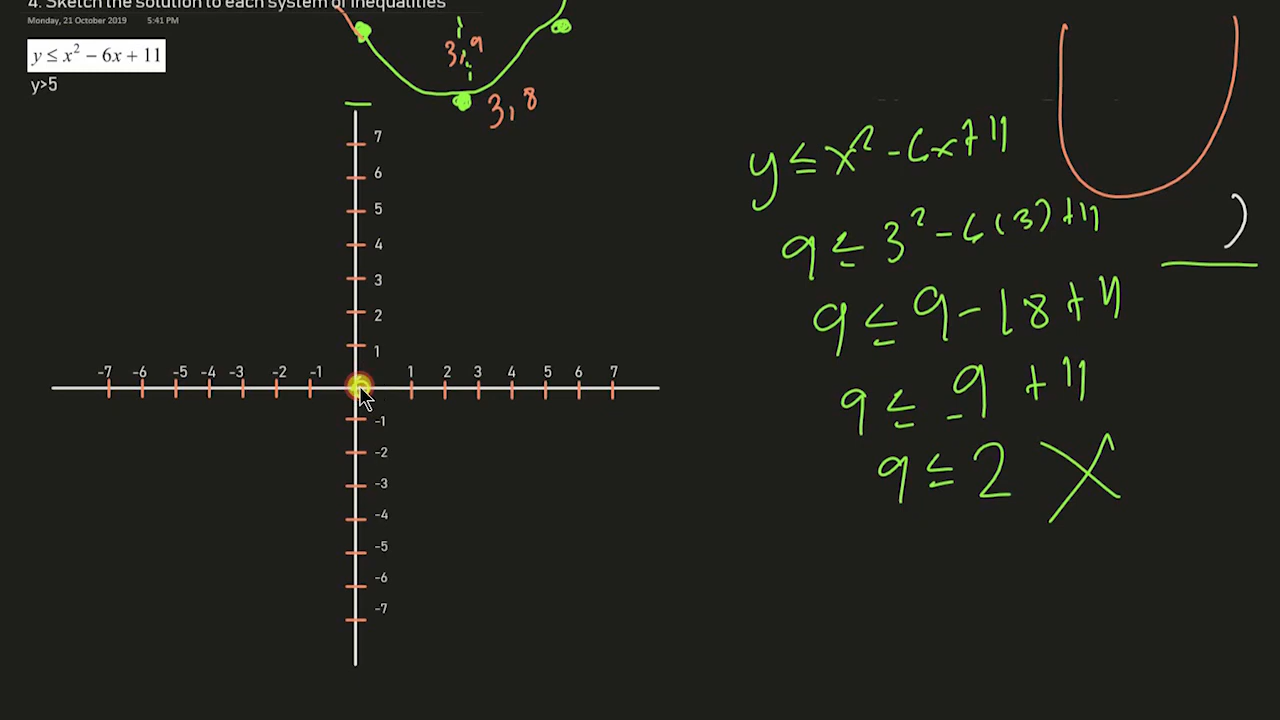 4. Sketch the solution to each system of inequalities
Monday, 21 October 2019 5:41 PM
y ≤ x² − 6x + 11
y>5
3, 9
3, 8
7
6
5
4
3
2
1
-7 -6 -5 -4 -3 -2 -1 1 2 3 4 5 6 7
-1
-2
-3
-4
-5
-6
-7
y ≤ x² - 6x + 11
9 ≤ 3² - 6(3) + 11
9 ≤ 9 - 18 + 11
9 ≤ -9 + 11
9 ≤ 2 X